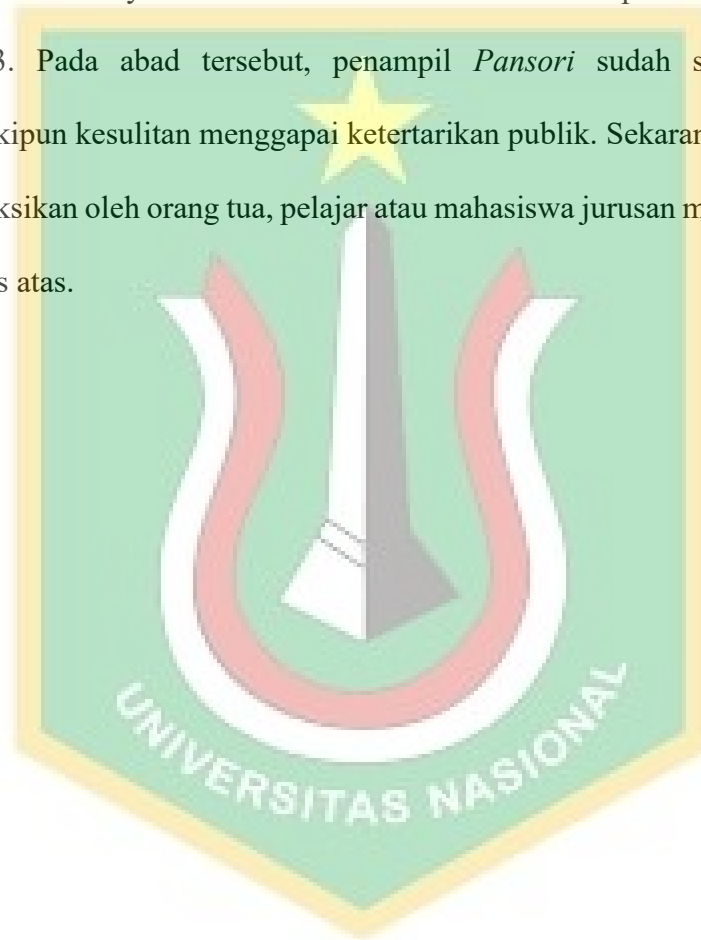 3. Pada abad tersebut, penampil Pansori sudah s
kipun kesulitan menggapai ketertarikan publik. Sekaran
ksikan oleh orang tua, pelajar atau mahasiswa jurusan m
s atas.
UNIVERSITAS NASIONAL